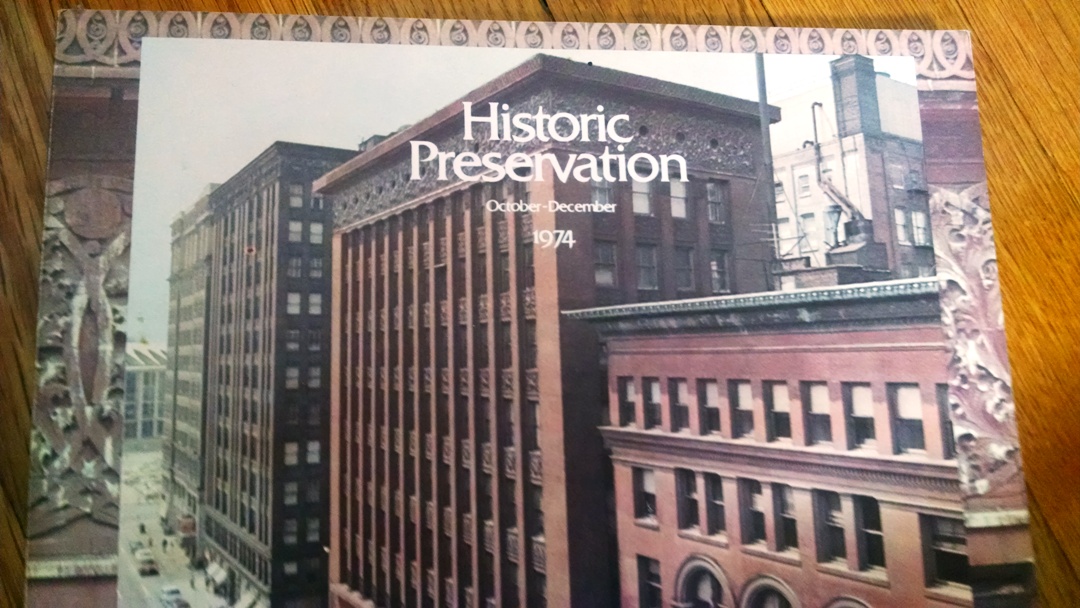 Historic
Preservation
October-December
1974